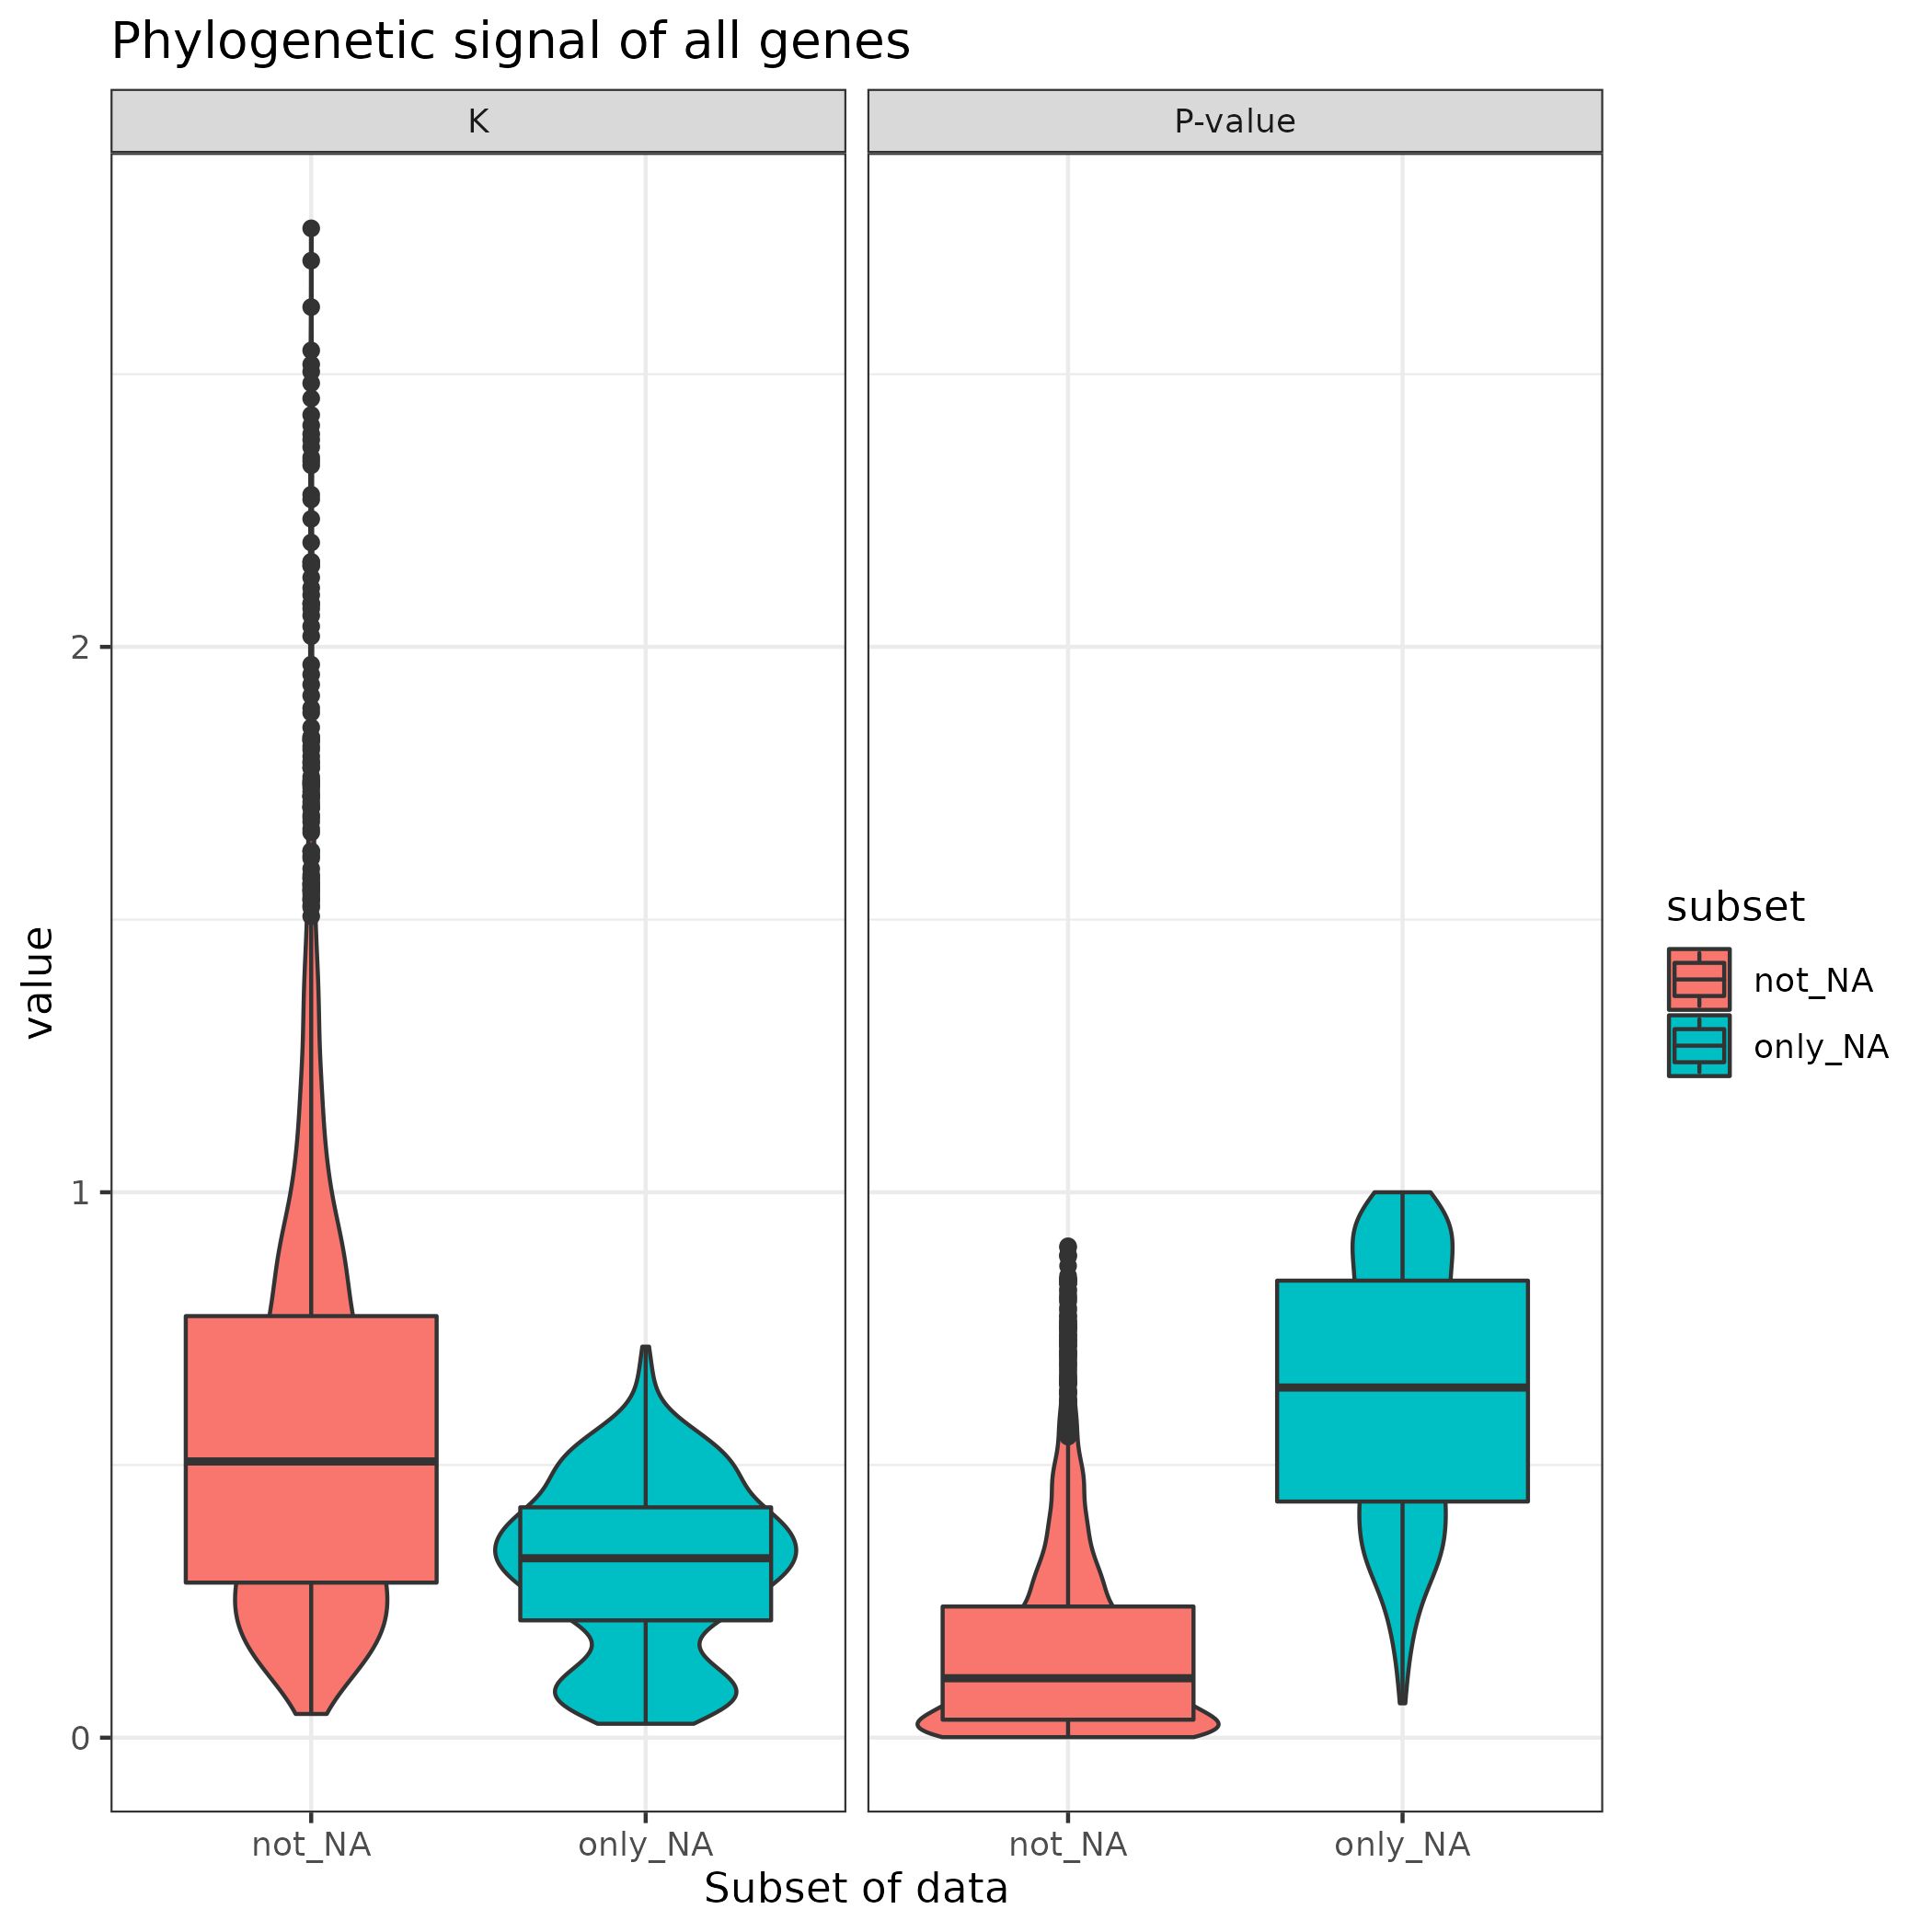 Phylogenetic signal of all genes
K
P-value
value
2
1
0
not_NA
only_NA
not_NA
only_NA
Subset of data
subset
not_NA
only_NA